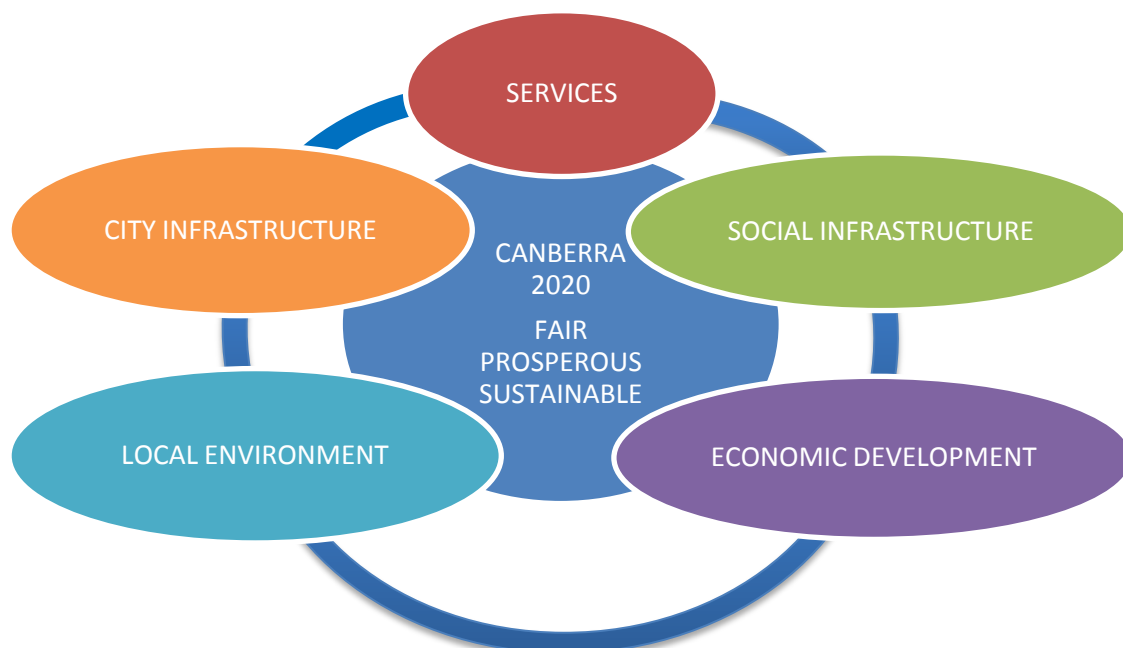 SERVICES
CITY INFRASTRUCTURE
SOCIAL INFRASTRUCTURE
CANBERRA
2020
FAIR
PROSPEROUS
SUSTAINABLE
LOCAL ENVIRONMENT
ECONOMIC DEVELOPMENT